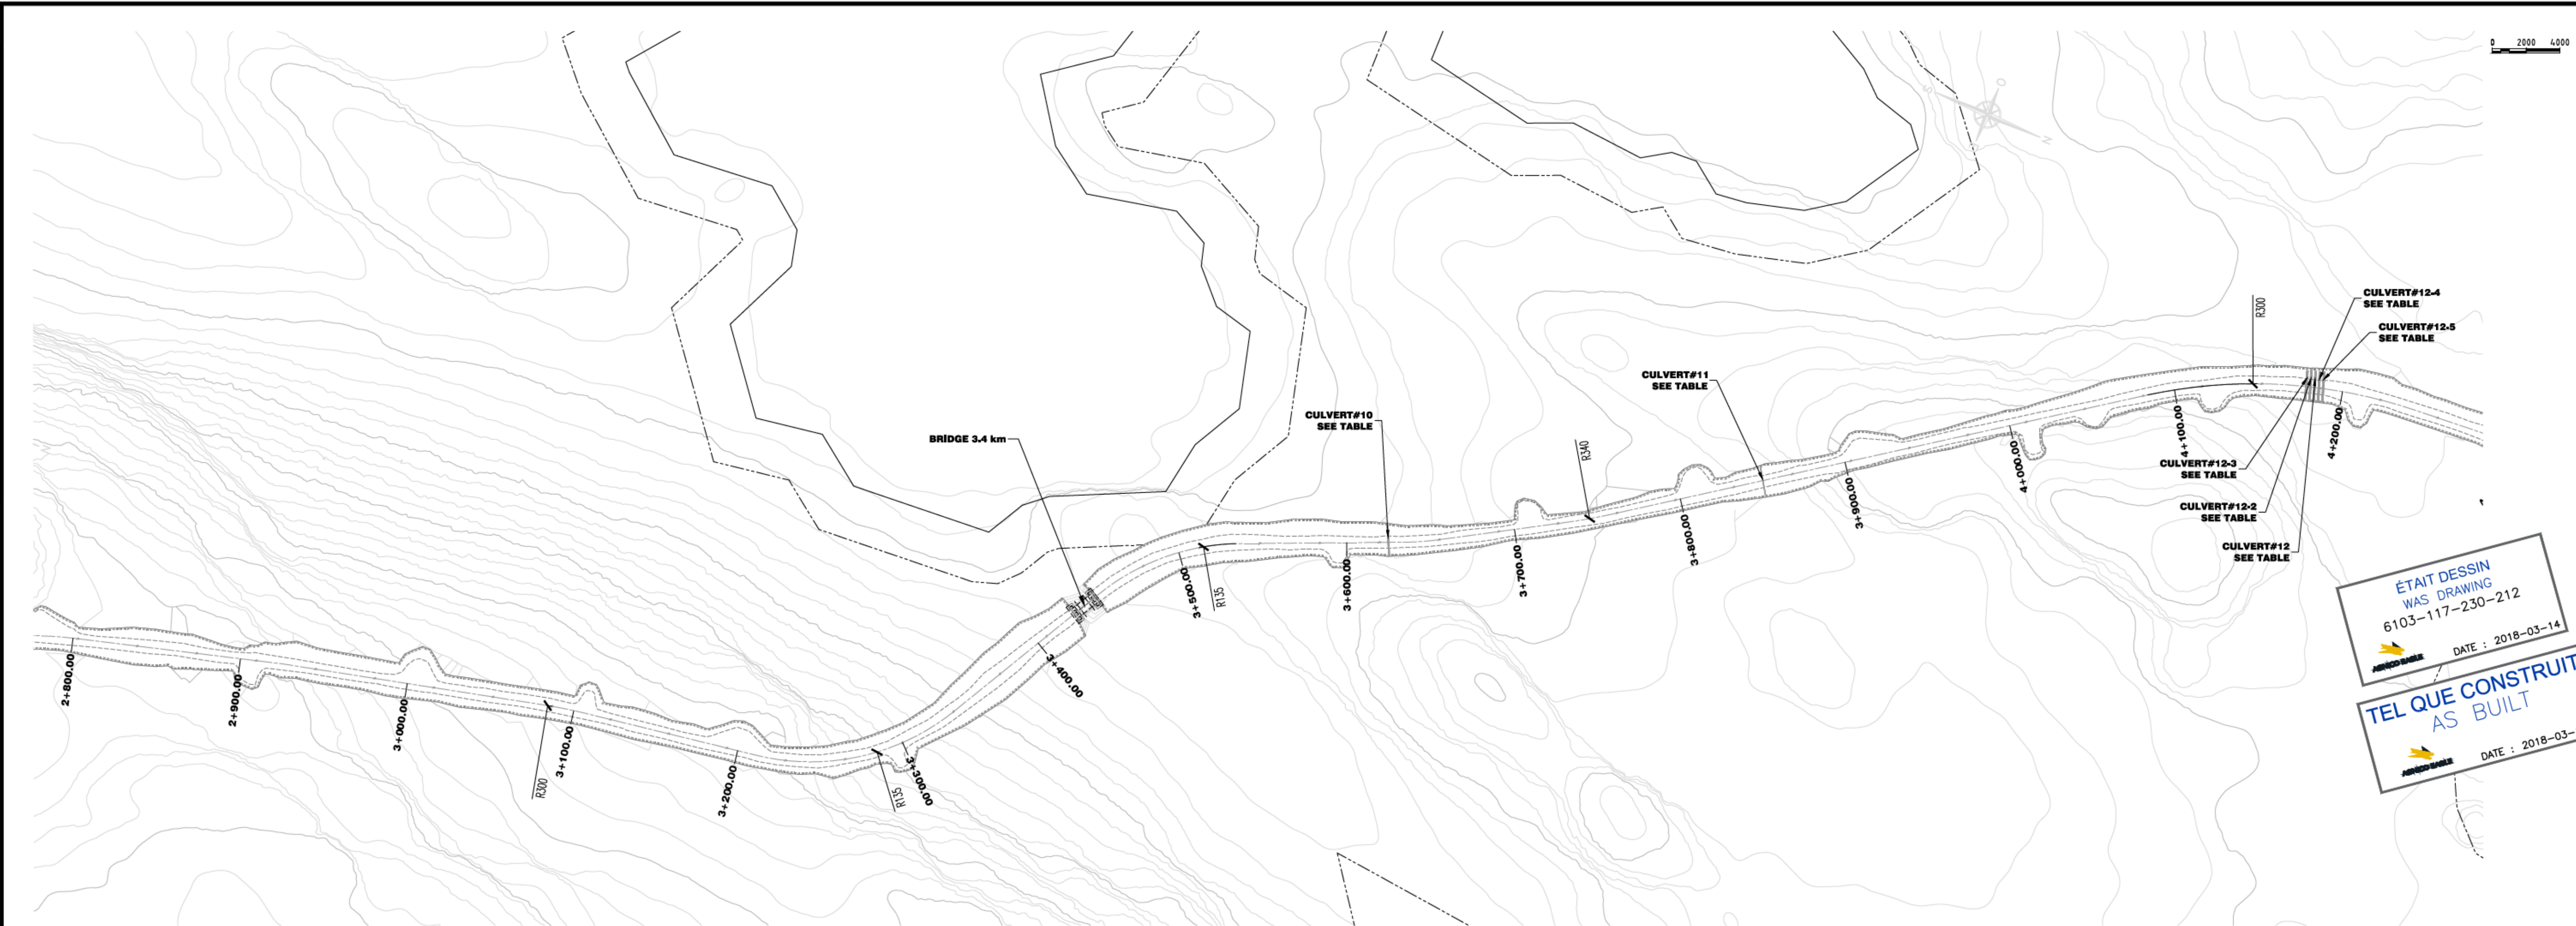 0 2000 4000
S O N
CULVERT#12-4
SEE TABLE
R300
CULVERT#12-5
SEE TABLE
CULVERT#11
SEE TABLE
CULVERT#10
SEE TABLE
BRIDGE 3.4 km
R340
CULVERT#12-3
SEE TABLE
CULVERT#12-2
SEE TABLE
CULVERT#12
SEE TABLE
2+800.00
2+900.00
3+000.00
R300
3+100.00
3+200.00
R135
3+300.00
3+400.00
3+500.00
R135
3+600.00
3+700.00
3+800.00
3+900.00
4+000.00
4+100.00
4+200.00
ÉTAIT DESSIN
WAS DRAWING
6103-117-230-212
AGNICO EAGLE
DATE : 2018-03-14
TEL QUE CONSTRUIT
AS BUILT
AGNICO EAGLE
DATE : 2018-03-